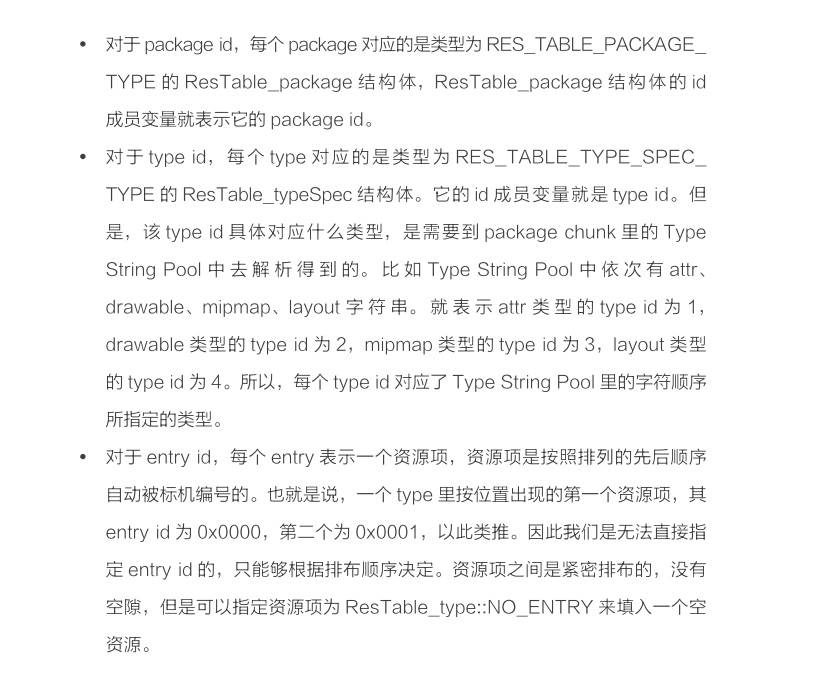 • 对于 package id，每个 package 对应的是类型为 RES_TABLE_PACKAGE_
TYPE 的 ResTable_package 结构体，ResTable_package 结构体的 id
成员变量就表示它的 package id。
• 对于 type id，每个 type 对应的是类型为 RES_TABLE_TYPE_SPEC_
TYPE 的 ResTable_typeSpec 结构体。它的 id 成员变量就是 type id。但
是，该 type id 具体对应什么类型，是需要到 package chunk 里的 Type
String Pool 中去解析得到的。比如 Type String Pool 中依次有 attr、
drawable、mipmap、layout 字符串。就表示 attr 类型的 type id 为 1，
drawable 类型的 type id 为 2，mipmap 类型的 type id 为 3，layout 类型
的 type id 为 4。所以，每个 type id 对应了 Type String Pool 里的字符顺序
所指定的类型。
• 对于 entry id，每个 entry 表示一个资源项，资源项是按照排列的先后顺序
自动被标机编号的。也就是说，一个 type 里按位置出现的第一个资源项，其
entry id 为 0x0000，第二个为 0x0001，以此类推。因此我们是无法直接指
定 entry id 的，只能够根据排布顺序决定。资源项之间是紧密排布的，没有
空隙，但是可以指定资源项为 ResTable_type::NO_ENTRY 来填入一个空
资源。